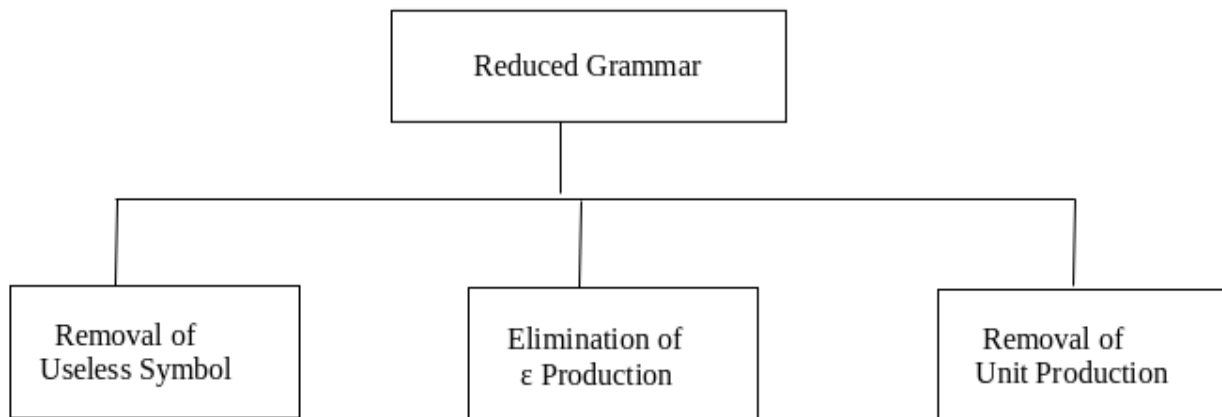 Reduced Grammar
Removal of
Useless Symbol
Elimination of
ε Production
Removal of
Unit Production